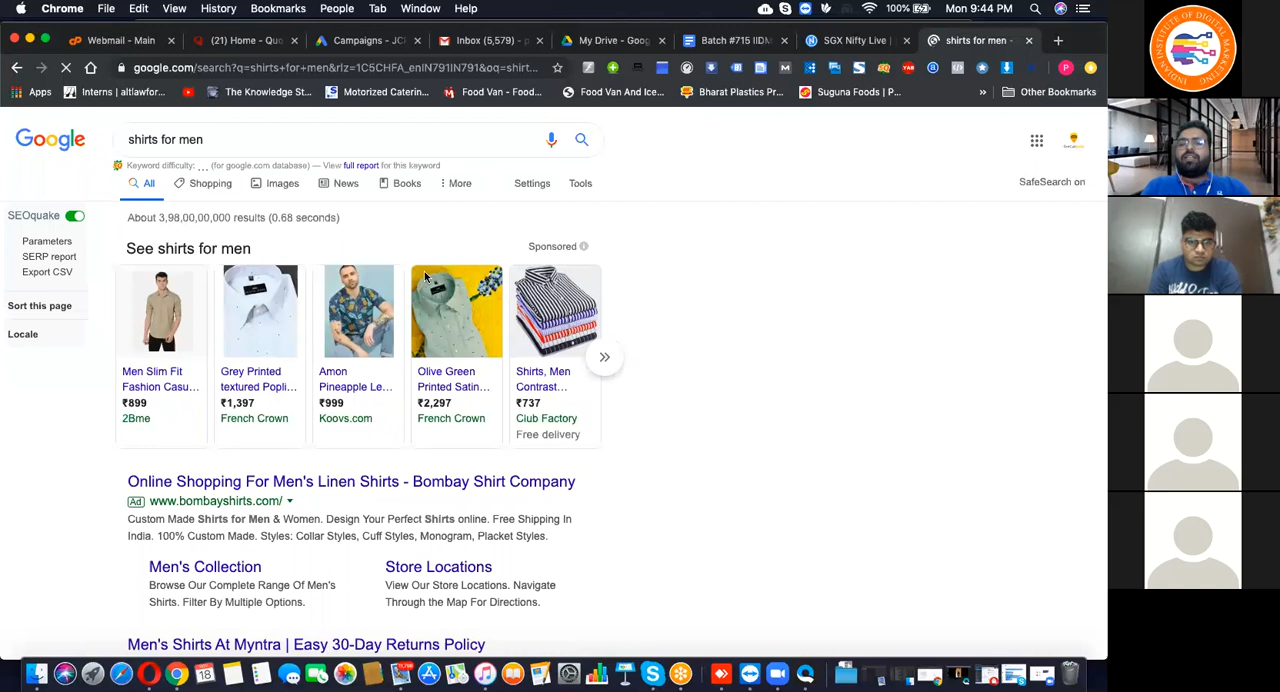 Chrome File Edit View History Bookmarks People Tab Window Help
100% Mon 9:44 PM
Webmail - Main
(21) Home - Quo
Campaigns - JC
My Drive - Goog
Batch #715 IIDM
SGX Nifty Live |
shirts for men -
google.com/search?q=shirts+for+men&rlz=1C5CHFA_enIN791IN791&oq=s...
Apps
Interns | altlawfor...
The Knowledge St...
Motorized Caterin...
Food Van - Food...
Food Van And Ice...
Bharat Plastics Pr...
Suguna Foods | P...
» Other Bookmarks
Google
shirts for men
Keyword difficulty: ... (for google.com database) — View full report for this keyword
All Shopping Images News Books More Settings Tools
SafeSearch on
SEOquake
Parameters
SERP report
Export CSV
Sort this page
Locale
About 3,98,00,00,000 results (0.68 seconds)
See shirts for men
Sponsored
Men Slim Fit
Fashion Casu...
₹899
2Bme
Grey Printed
textured Popli...
₹1,397
French Crown
Amon
Pineapple Le...
₹999
Koovs.com
Olive Green
Printed Satin...
₹2,297
French Crown
Shirts, Men
Contrast...
₹737
Club Factory
Free delivery
Online Shopping For Men's Linen Shirts - Bombay Shirt Company
Ad www.bombayshirts.com/
Custom Made Shirts for Men & Women. Design Your Perfect Shirts online. Free Shipping In
India. 100% Custom Made. Styles: Collar Styles, Cuff Styles, Monogram, Placket Styles.
Men's Collection
Browse Our Complete Range Of Men's
Shirts. Filter By Multiple Options.
Store Locations
View Our Store Locations. Navigate
Through the Map For Directions.
Men's Shirts At Myntra | Easy 30-Day Returns Policy
INDIAN INSTITUTE OF DIGITAL MARKETING